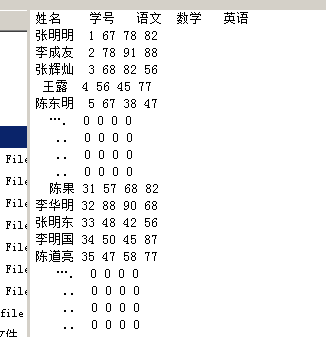 姓名 学号 语文 数学 英语
张明明 1 67 78 82
李成友 2 78 91 88
张辉灿 3 68 82 56
王露 4 56 45 77
陈东明 5 67 38 47
…. 0 0 0 0
.. 0 0 0 0
.. 0 0 0 0
.. 0 0 0 0
陈果 31 57 68 82
李华明 32 88 90 68
张明东 33 48 42 56
李明国 34 50 45 87
陈道亮 35 47 58 77
…. 0 0 0 0
.. 0 0 0 0
.. 0 0 0 0
.. 0 0 0 0
File
File
File
File
File
File
File
file
文件